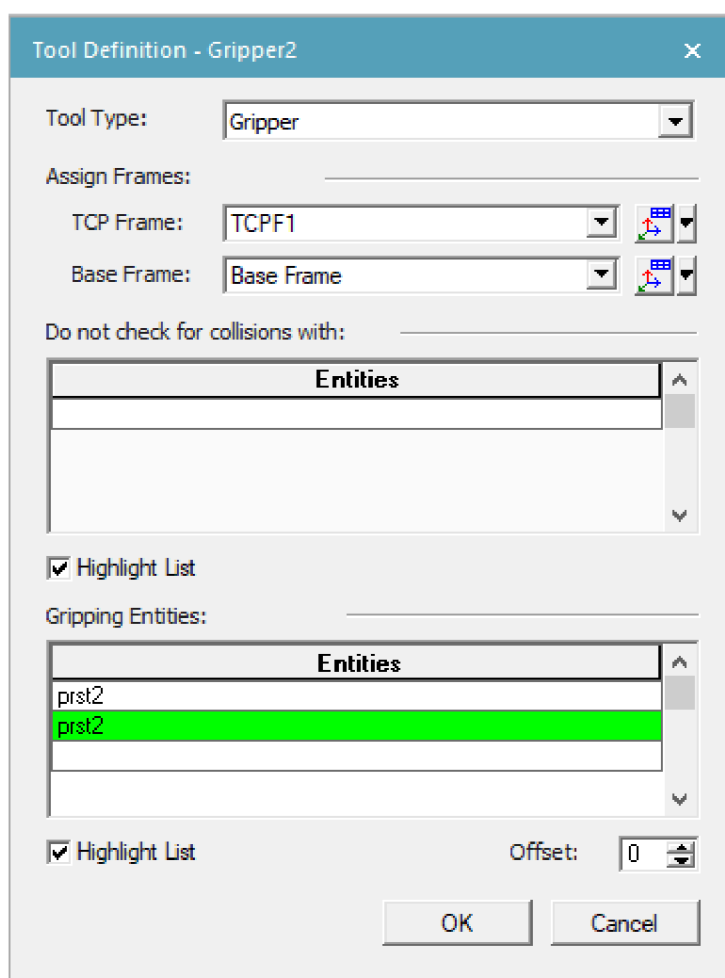 Tool Definition - Gripper2
Tool Type: Gripper
Assign Frames:
TCP Frame: TCPF1
Base Frame: Base Frame
Do not check for collisions with:
Entities
Highlight List
Gripping Entities:
Entities
prst2
prst2
Highlight List Offset: 0
OK Cancel